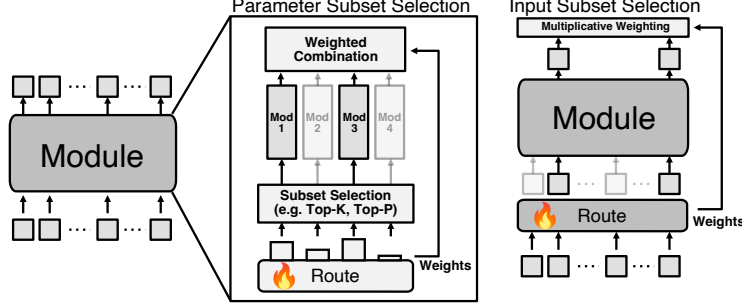 Parameter Subset Selection
Input Subset Selection
Module
Weighted
Combination
Mod
1
Mod
2
Mod
3
Mod
4
Subset Selection
(e.g. Top-K, Top-P)
Route
Weights
Multiplicative Weighting
Module
Route
Weights